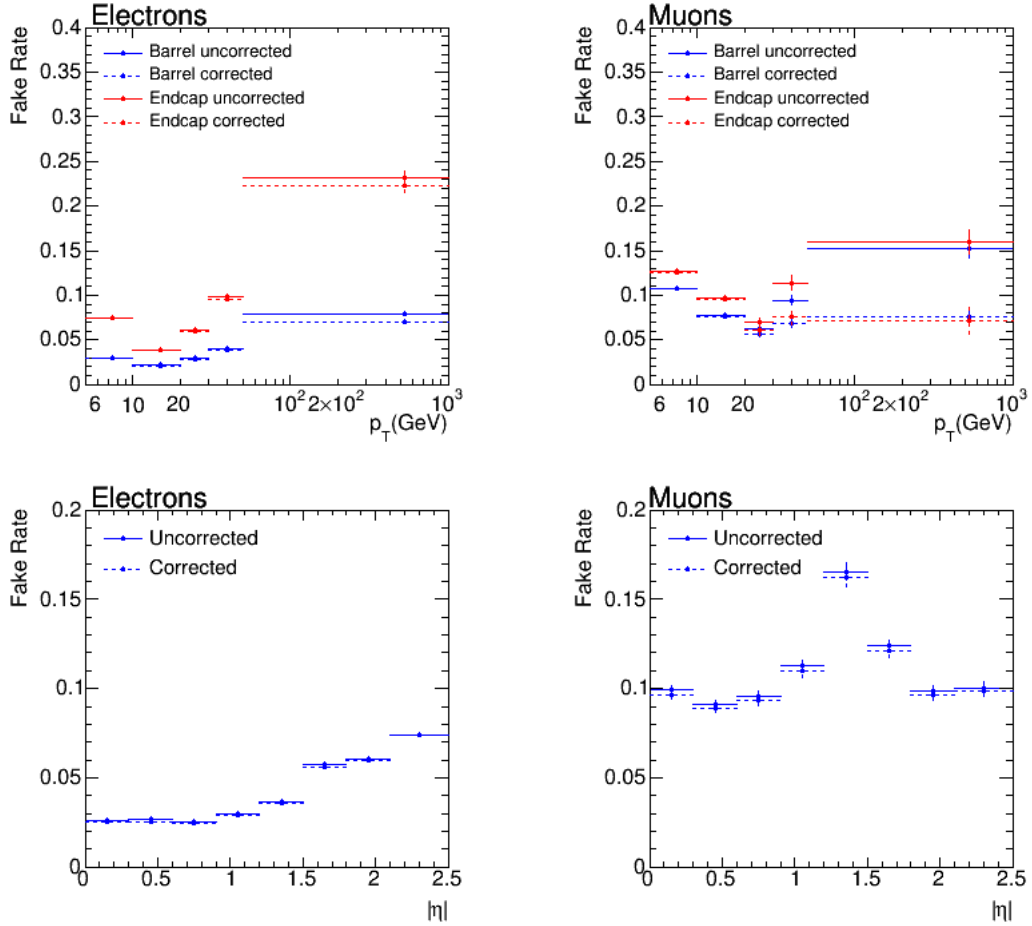 Electrons
Fake Rate
0.4
0.35
0.3
0.25
0.2
0.15
0.1
0.05
0
Barrel uncorrected
Barrel corrected
Endcap uncorrected
Endcap corrected
6 10 20 10² 2×10² 10³
p_T(GeV)
Muons
Fake Rate
0.4
0.35
0.3
0.25
0.2
0.15
0.1
0.05
0
Barrel uncorrected
Barrel corrected
Endcap uncorrected
Endcap corrected
6 10 20 10² 2×10² 10³
p_T(GeV)
Electrons
Fake Rate
0.2
0.15
0.1
0.05
0
Uncorrected
Corrected
0 0.5 1 1.5 2 2.5
|η|
Muons
Fake Rate
0.2
0.15
0.1
0.05
0
Uncorrected
Corrected
0 0.5 1 1.5 2 2.5
|η|